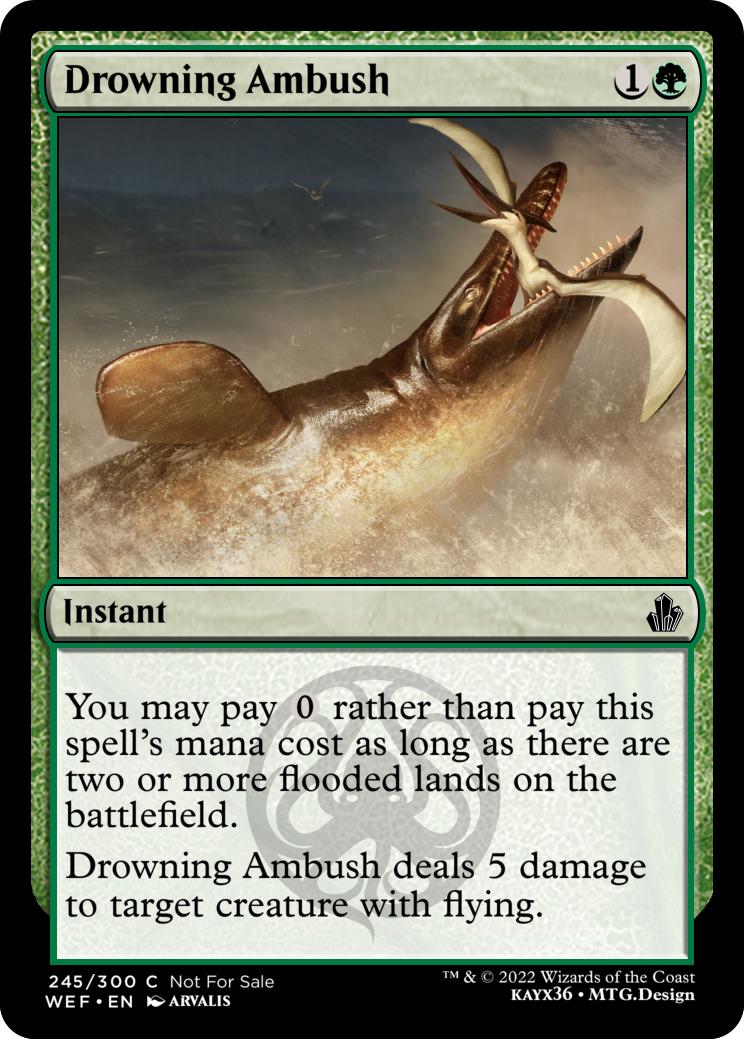 Drowning Ambush 1
Instant
You may pay 0 rather than pay this
spell's mana cost as long as there are
two or more flooded lands on the
battlefield.
Drowning Ambush deals 5 damage
to target creature with flying.
245/300 C Not For Sale
WEF • EN ARVALIS
™ & © 2022 Wizards of the Coast
KAYX36 • MTG.Design